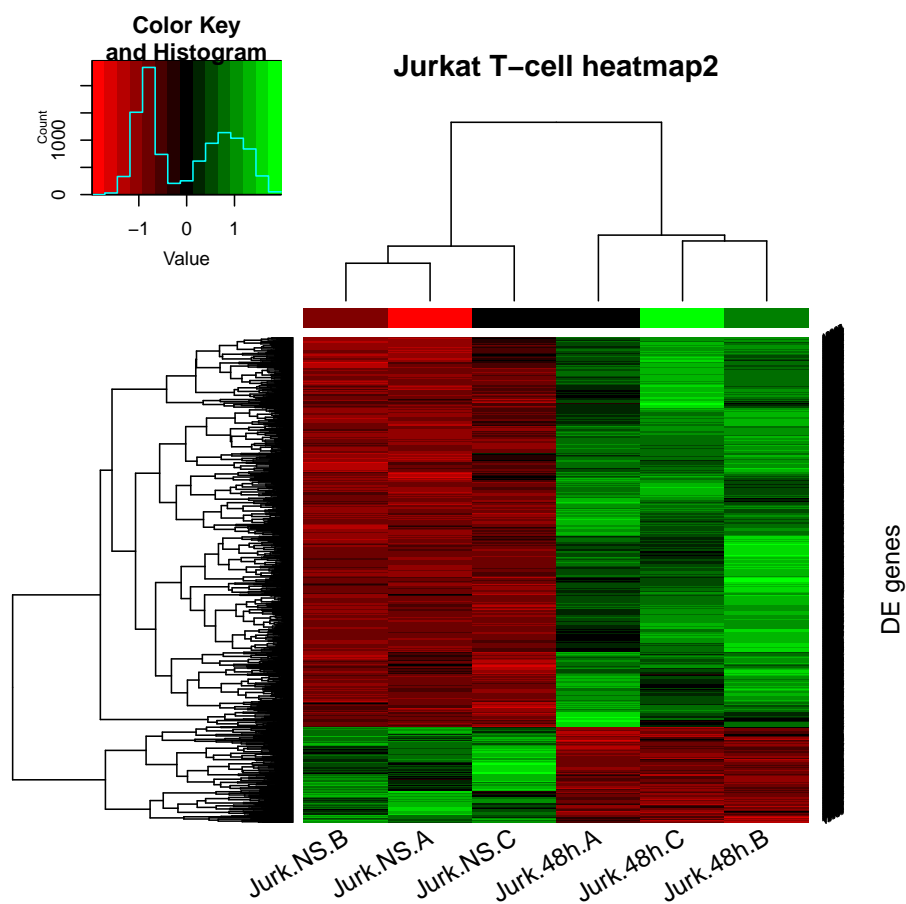 Color Key
and Histogram
Jurkat T−cell heatmap2
Count
0
1000
−1
0
1
Value
DE genes
Jurk.NS.B
Jurk.NS.A
Jurk.NS.C
Jurk.48h.A
Jurk.48h.C
Jurk.48h.B